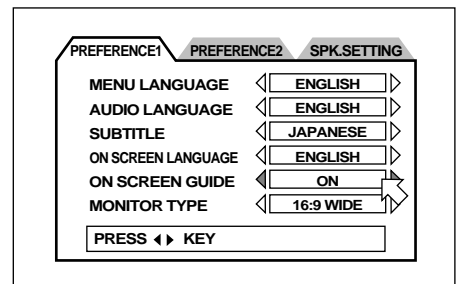 PREFERENCE1 PREFERENCE2 SPK.SETTING
MENU LANGUAGE ENGLISH
AUDIO LANGUAGE ENGLISH
SUBTITLE JAPANESE
ON SCREEN LANGUAGE ENGLISH
ON SCREEN GUIDE ON
MONITOR TYPE 16:9 WIDE
PRESS KEY